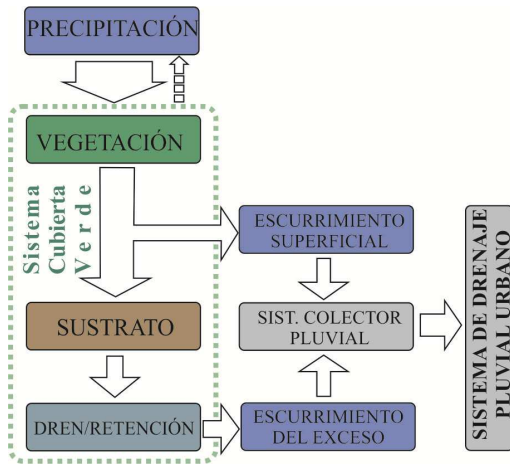 PRECIPITACIÓN
VEGETACIÓN
Sistema
Cubierta
Verde
ESCURRIMIENTO
SUPERFICIAL
SUSTRATO
SIST. COLECTOR
PLUVIAL
DREN/RETENCIÓN
ESCURRIMIENTO
DEL EXCESO
SISTEMA DE DRENAJE
PLUVIAL URBANO